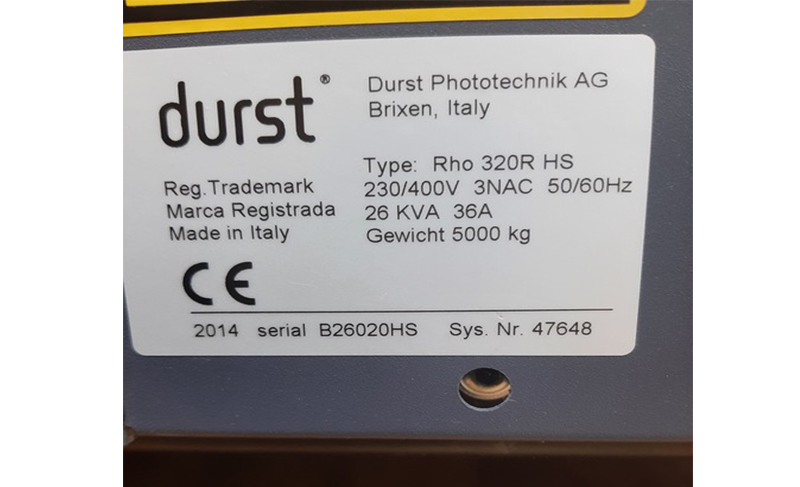 durst®
Durst Phototechnik AG
Brixen, Italy
Type: Rho 320R HS
Reg.Trademark
230/400V 3NAC 50/60Hz
Marca Registrada
26 KVA 36A
Made in Italy
Gewicht 5000 kg
CE
2014 serial B26020HS Sys. Nr. 47648